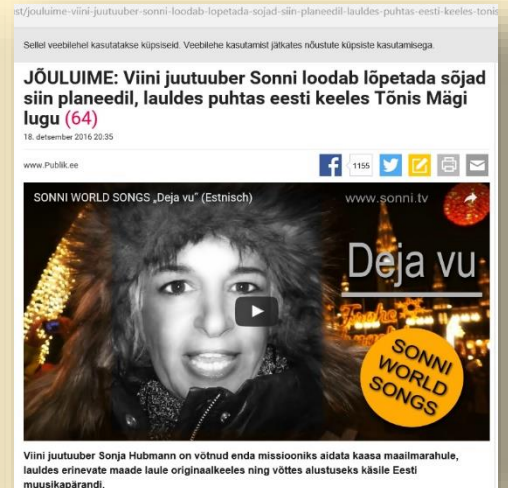 st/jouluime-viini-juutuuber-sonni-loodab-lopetada-sojad-siin-planeedil-lauldes-puhtas-eesti-keeles-tonis
Sellel veebilehel kasutatakse küpsiseid. Veebilehe kasutamist jätkates nõustute küpsiste kasutamisega.
JÕULUIME: Viini juutuuber Sonni loodab lõpetada sõjad
siin planeedil, lauldes puhtas eesti keeles Tõnis Mägi
lugu (64)
18. detsember 2016 20:35
www.Publik.ee
1155
SONNI WORLD SONGS „Deja vu" (Estnisch)
www.sonni.tv
Deja vu
Frohe
SONNI
WORLD
SONGS
Viini juutuuber Sonja Hubmann on võtnud enda missiooniks aidata kaasa maailmarahule,
lauldes erinevate maade laule originaalkeeles ning võttes alustuseks käsile Eesti
muusikapärandi.